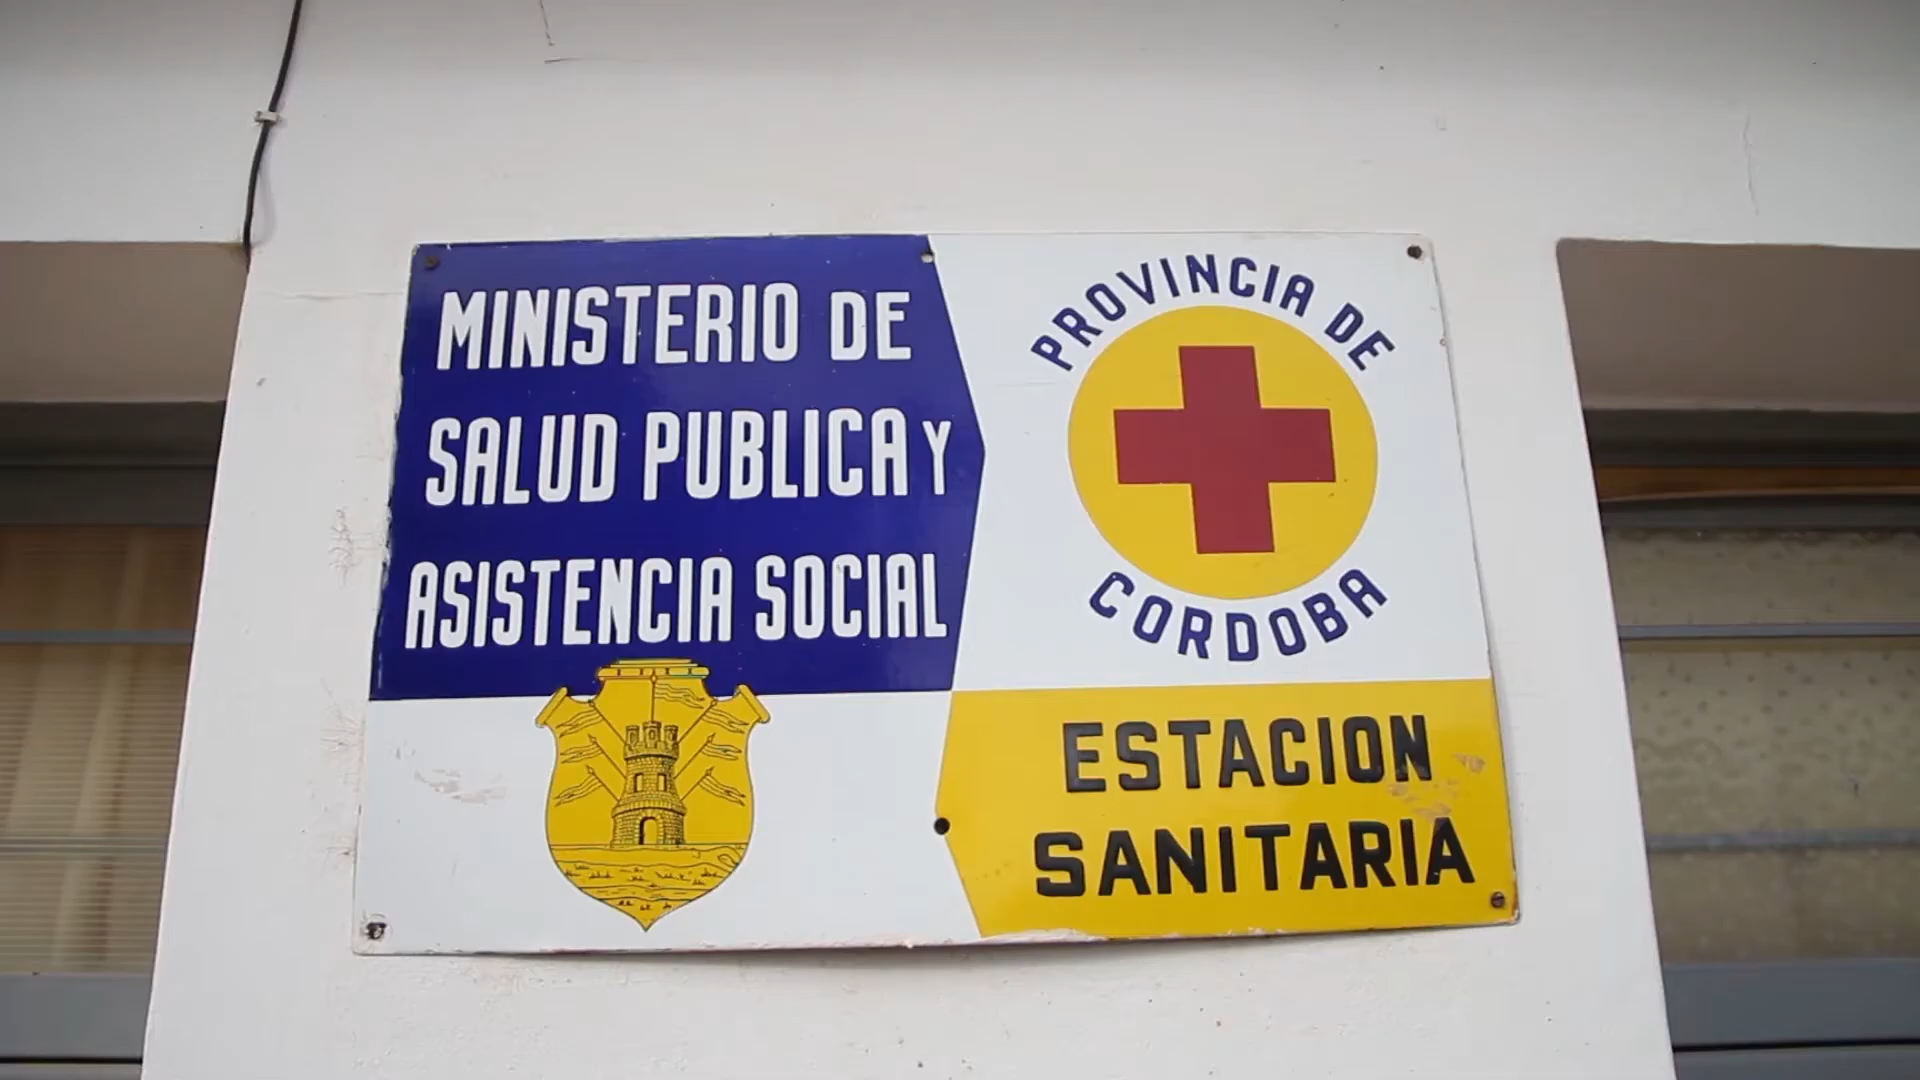 MINISTERIO DE
SALUD PUBLICA Y
ASISTENCIA SOCIAL
PROVINCIA DE
CORDOBA
ESTACION
SANITARIA